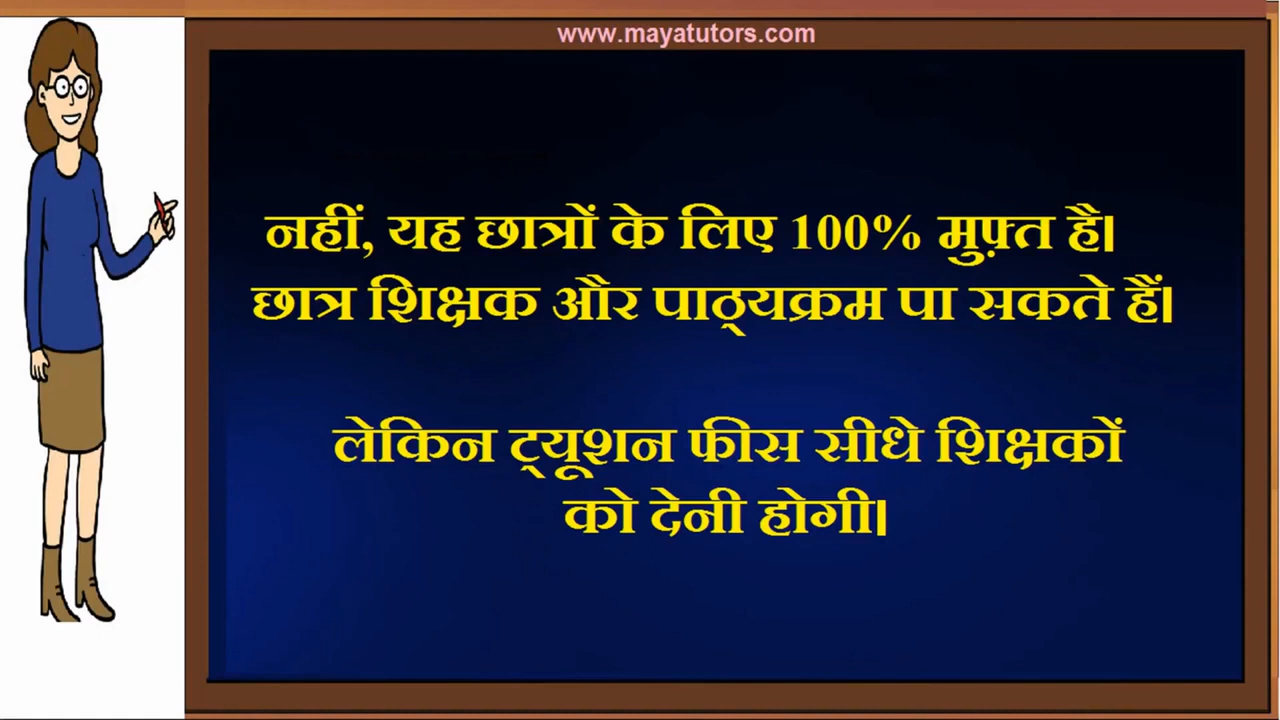 www.mayatutors.com
नहीं, यह छात्रों के लिए 100% मुफ़्त है।
छात्र शिक्षक और पाठ्यक्रम पा सकते हैं।
लेकिन ट्यूशन फीस सीधे शिक्षकों
को देनी होगी।